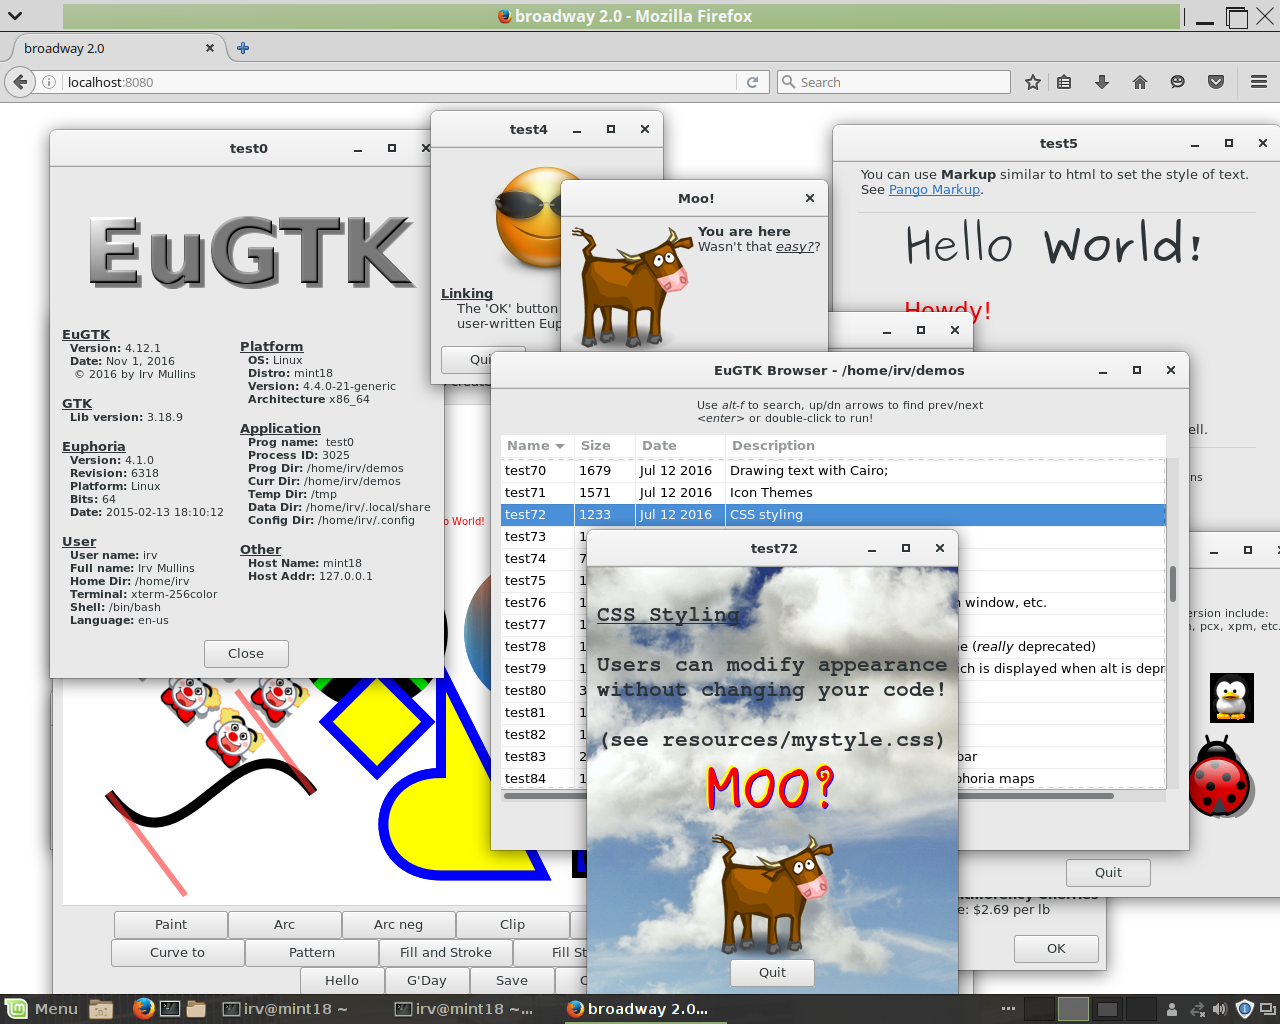 broadway 2.0 - Mozilla Firefox
broadway 2.0
localhost:8080
Search
test0
EuGTK
EuGTK
Version: 4.12.1
Date: Nov 1, 2016
© 2016 by Irv Mullins
GTK
Lib version: 3.18.9
Euphoria
Version: 4.1.0
Revision: 6318
Platform: Linux
Bits: 64
Date: 2015-02-13 18:10:12
User
User name: irv
Full name: Irv Mullins
Home Dir: /home/irv
Terminal: xterm-256color
Shell: /bin/bash
Language: en-us
Platform
OS: Linux
Distro: mint18
Version: 4.4.0-21-generic
Architecture x86_64
Application
Prog name: test0
Process ID: 3025
Prog Dir: /home/irv/demos
Curr Dir: /home/irv/demos
Temp Dir: /tmp
Data Dir: /home/irv/.local/share
Config Dir: /home/irv/.config
Other
Host Name: mint18
Host Addr: 127.0.0.1
Close
test4
Linking
The 'OK' button
user-written Eup
Qui
Moo!
You are here
Wasn't that easy??
test5
You can use Markup similar to html to set the style of text.
See Pango Markup.
Hello World!
Howdy!
ell.
ns
EuGTK Browser - /home/irv/demos
Use alt-f to search, up/dn arrows to find prev/next
<enter> or double-click to run!
Name Size Date Description
test70 1679 Jul 12 2016 Drawing text with Cairo;
test71 1571 Jul 12 2016 Icon Themes
test72 1233 Jul 12 2016 CSS styling
test73 1
test74 7
test75 1
test76 1 window, etc.
test77 1
test78 1 e (really deprecated)
test79 1 ch is displayed when alt is depr
test80 3
test81 1
test82 1
test83 2 bar
test84 1 phoria maps
test72
CSS Styling
Users can modify appearance
without changing your code!
(see resources/mystyle.css)
MOO?
Quit
o World!
ersion include:
, pcx, xpm, etc.
Quit
: $2.69 per lb
OK
Paint Arc Arc neg Clip
Curve to Pattern Fill and Stroke Fill St
Hello G'Day Save C
Menu irv@mint18 ~ irv@mint18 ~... broadway 2.0...